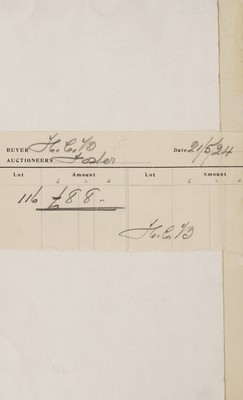 BUYER H.C.B Date 21/5/24
AUCTIONEERS Foster
Lot Amount Lot Amount
£ s. d. £ s. d.
116 £88 ..
H.C.B